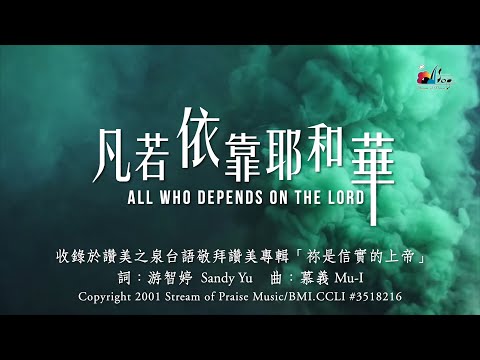 凡若依靠耶和華
ALL WHO DEPENDS ON THE LORD
收錄於讚美之泉台語敬拜讚美專輯「祢是信實的上帝」
詞：游智婷 Sandy Yu 曲：慕義 Mu-I
Copyright 2001 Stream of Praise Music/BMI.CCLI #3518216